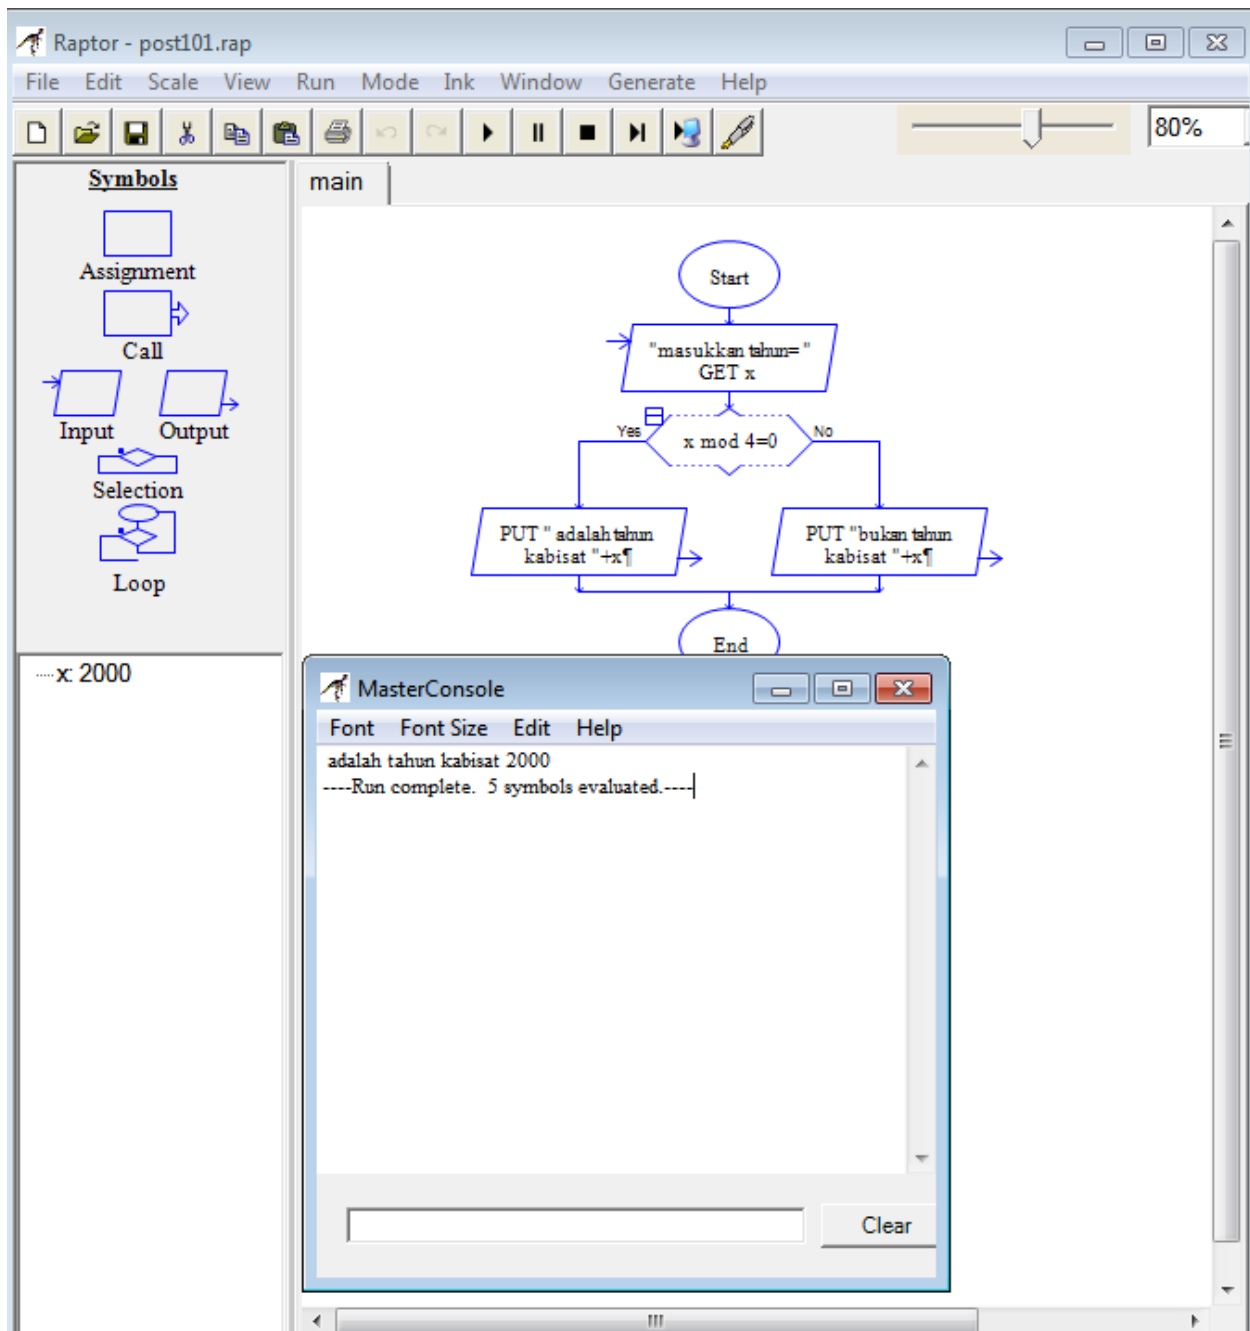 Raptor - post101.rap
File Edit Scale View Run Mode Ink Window Generate Help
80%
Symbols
Assignment
Call
Input Output
Selection
Loop
x: 2000
main
Start
"masukkan tahun= "
GET x
Yes
x mod 4=0
No
PUT " adalah tahun
kabisat "+x¶
PUT "bukan tahun
kabisat "+x¶
End
MasterConsole
Font Font Size Edit Help
adalah tahun kabisat 2000
----Run complete. 5 symbols evaluated.----
Clear